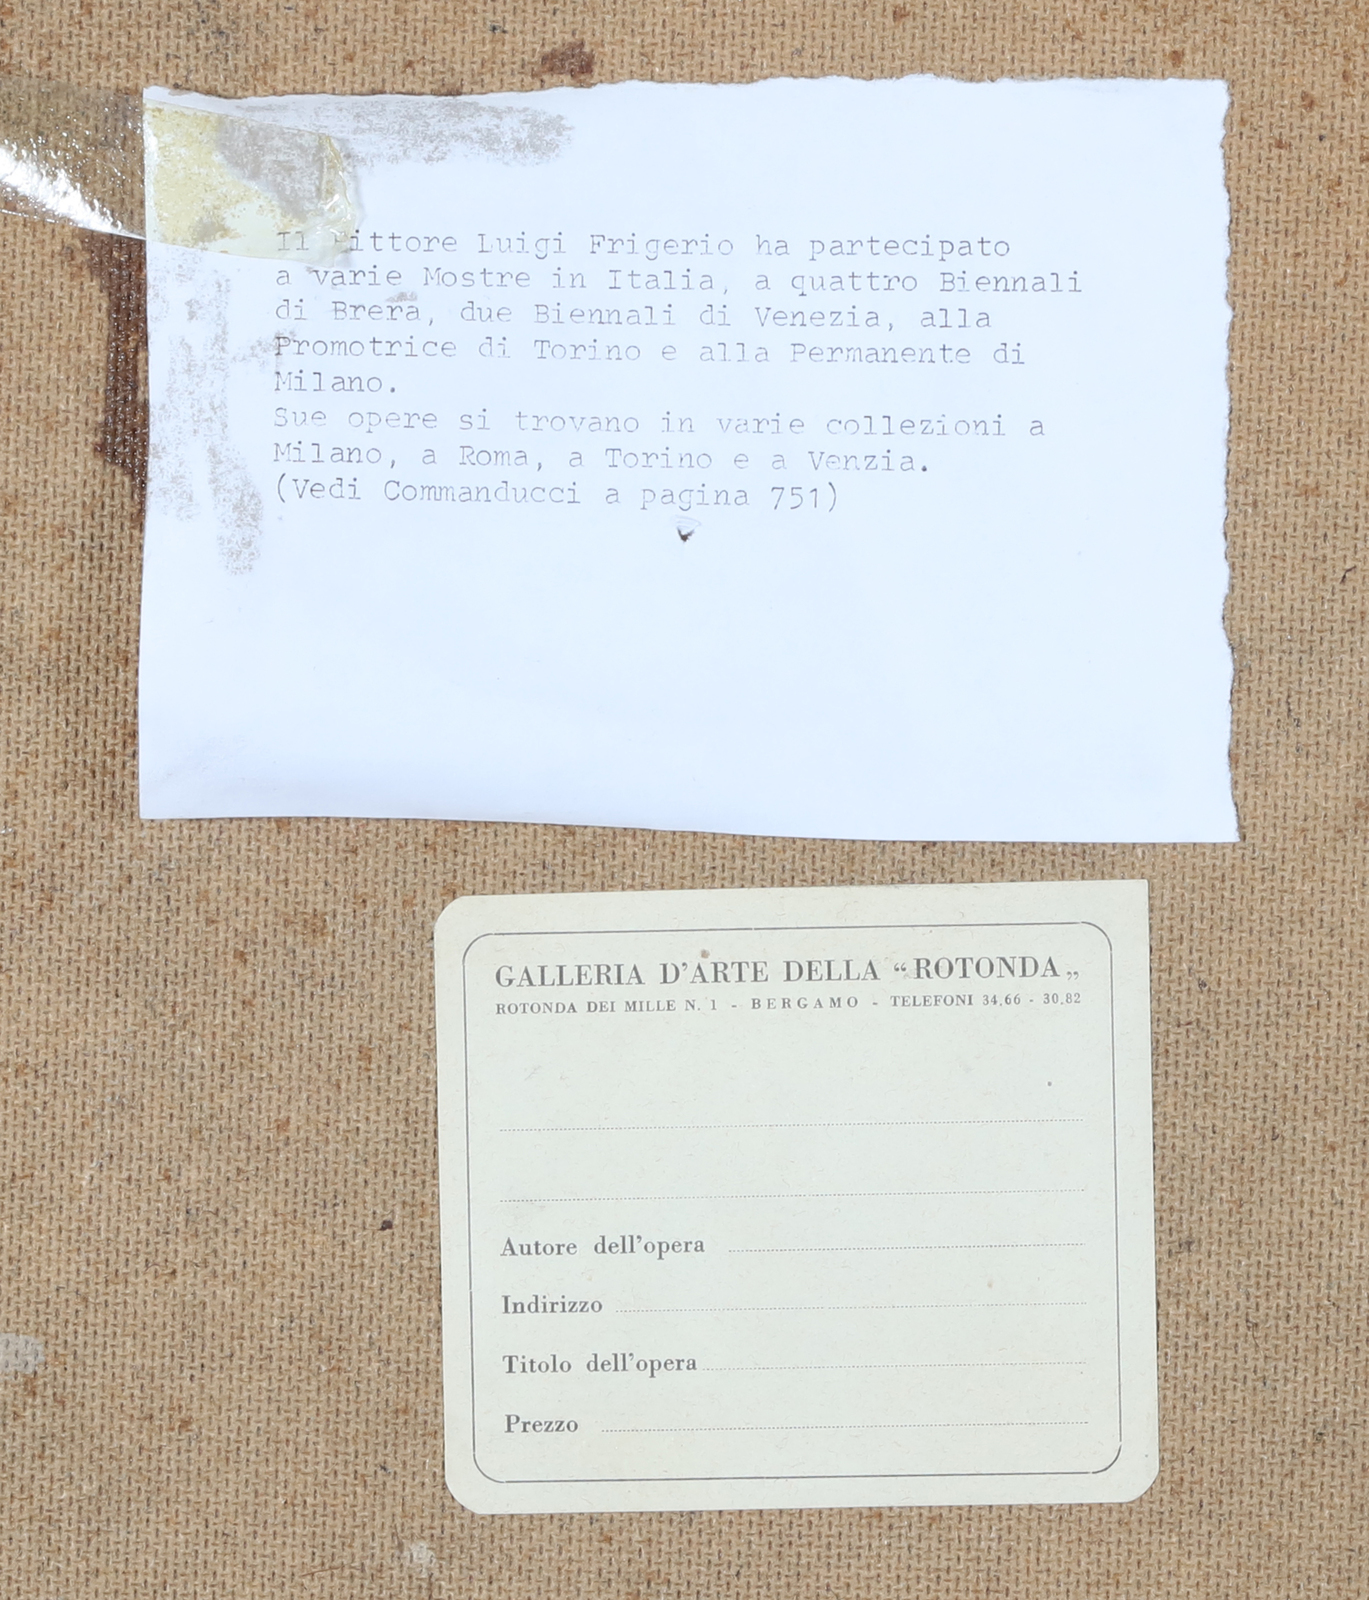 Il Pittore Luigi Frigerio ha partecipato
a varie Mostre in Italia, a quattro Biennali
di Brera, due Biennali di Venezia, alla
Promotrice di Torino e alla Permanente di
Milano.
Sue opere si trovano in varie collezioni a
Milano, a Roma, a Torino e a Venzia.
(Vedi Commanducci a pagina 751)
GALLERIA D'ARTE DELLA “ROTONDA„
ROTONDA DEI MILLE N. 1 - BERGAMO - TELEFONI 34.66 - 30.82
Autore dell'opera
Indirizzo
Titolo dell'opera
Prezzo